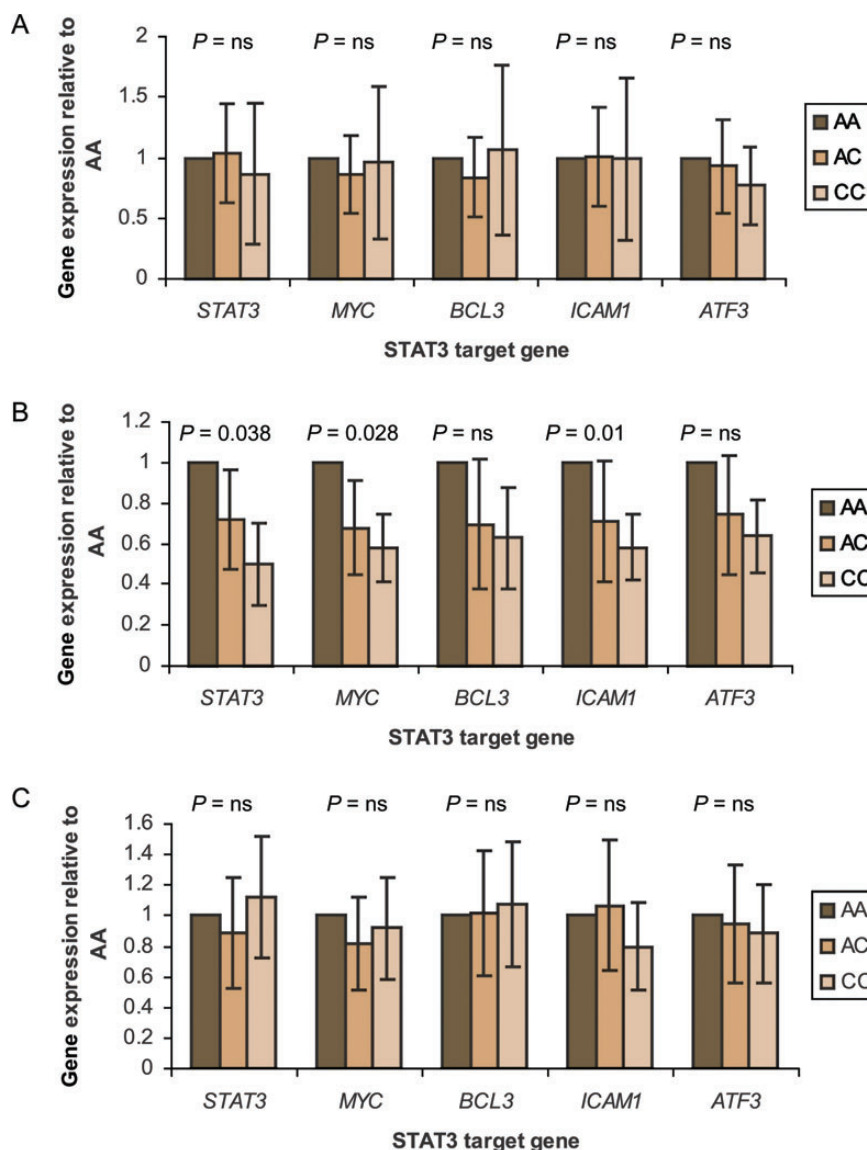 A
P = ns P = ns P = ns P = ns P = ns
Gene expression relative to
AA
2
1.5
1
0.5
0
STAT3 MYC BCL3 ICAM1 ATF3
STAT3 target gene
AA
AC
CC
B
P = 0.038 P = 0.028 P = ns P = 0.01 P = ns
Gene expression relative to
AA
1.2
1
0.8
0.6
0.4
0.2
0
STAT3 MYC BCL3 ICAM1 ATF3
STAT3 target gene
AA
AC
CC
C
P = ns P = ns P = ns P = ns P = ns
Gene expression relative to
AA
1.6
1.4
1.2
1
0.8
0.6
0.4
0.2
0
STAT3 MYC BCL3 ICAM1 ATF3
STAT3 target gene
AA
AC
CC